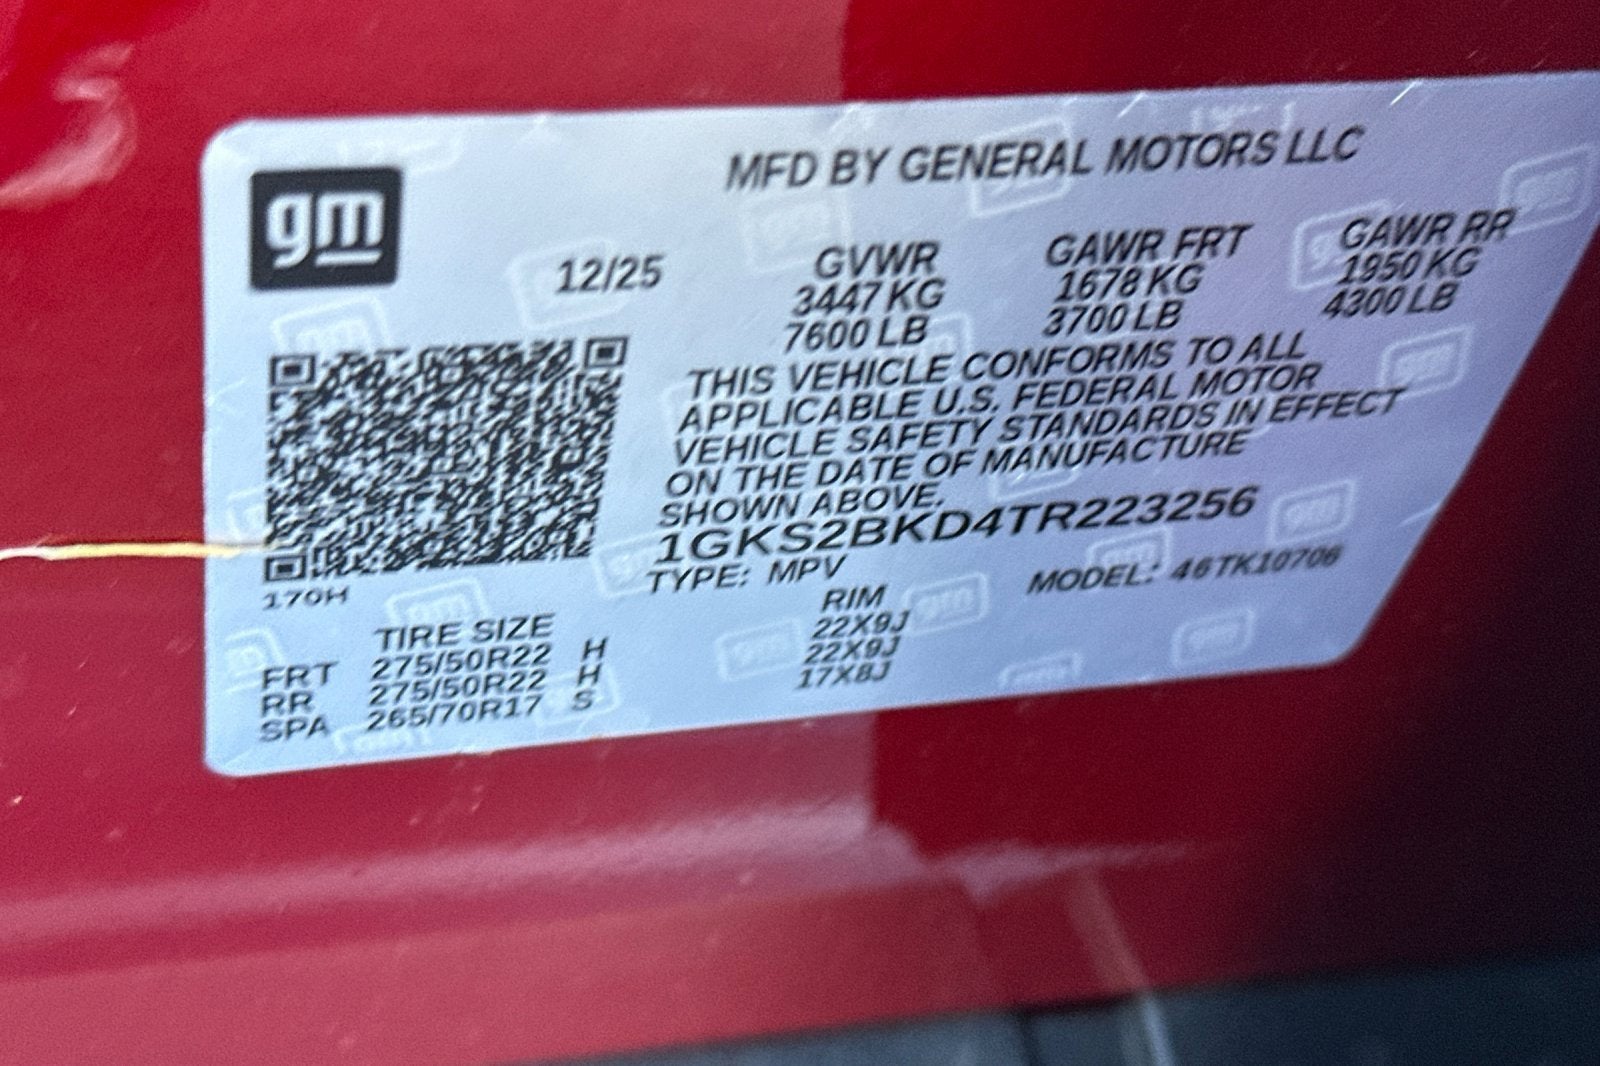 gm
MFD BY GENERAL MOTORS LLC
12/25
GVWR GAWR FRT GAWR RR
3447 KG 1678 KG 1950 KG
7600 LB 3700 LB 4300 LB
THIS VEHICLE CONFORMS TO ALL
APPLICABLE U.S. FEDERAL MOTOR
VEHICLE SAFETY STANDARDS IN EFFECT
ON THE DATE OF MANUFACTURE
SHOWN ABOVE.
1GKS2BKD4TR223256
TYPE: MPV MODEL: 46TK10706
170H
TIRE SIZE RIM
FRT 275/50R22 H 22X9J
RR 275/50R22 H 22X9J
SPA 265/70R17 S 17X8J